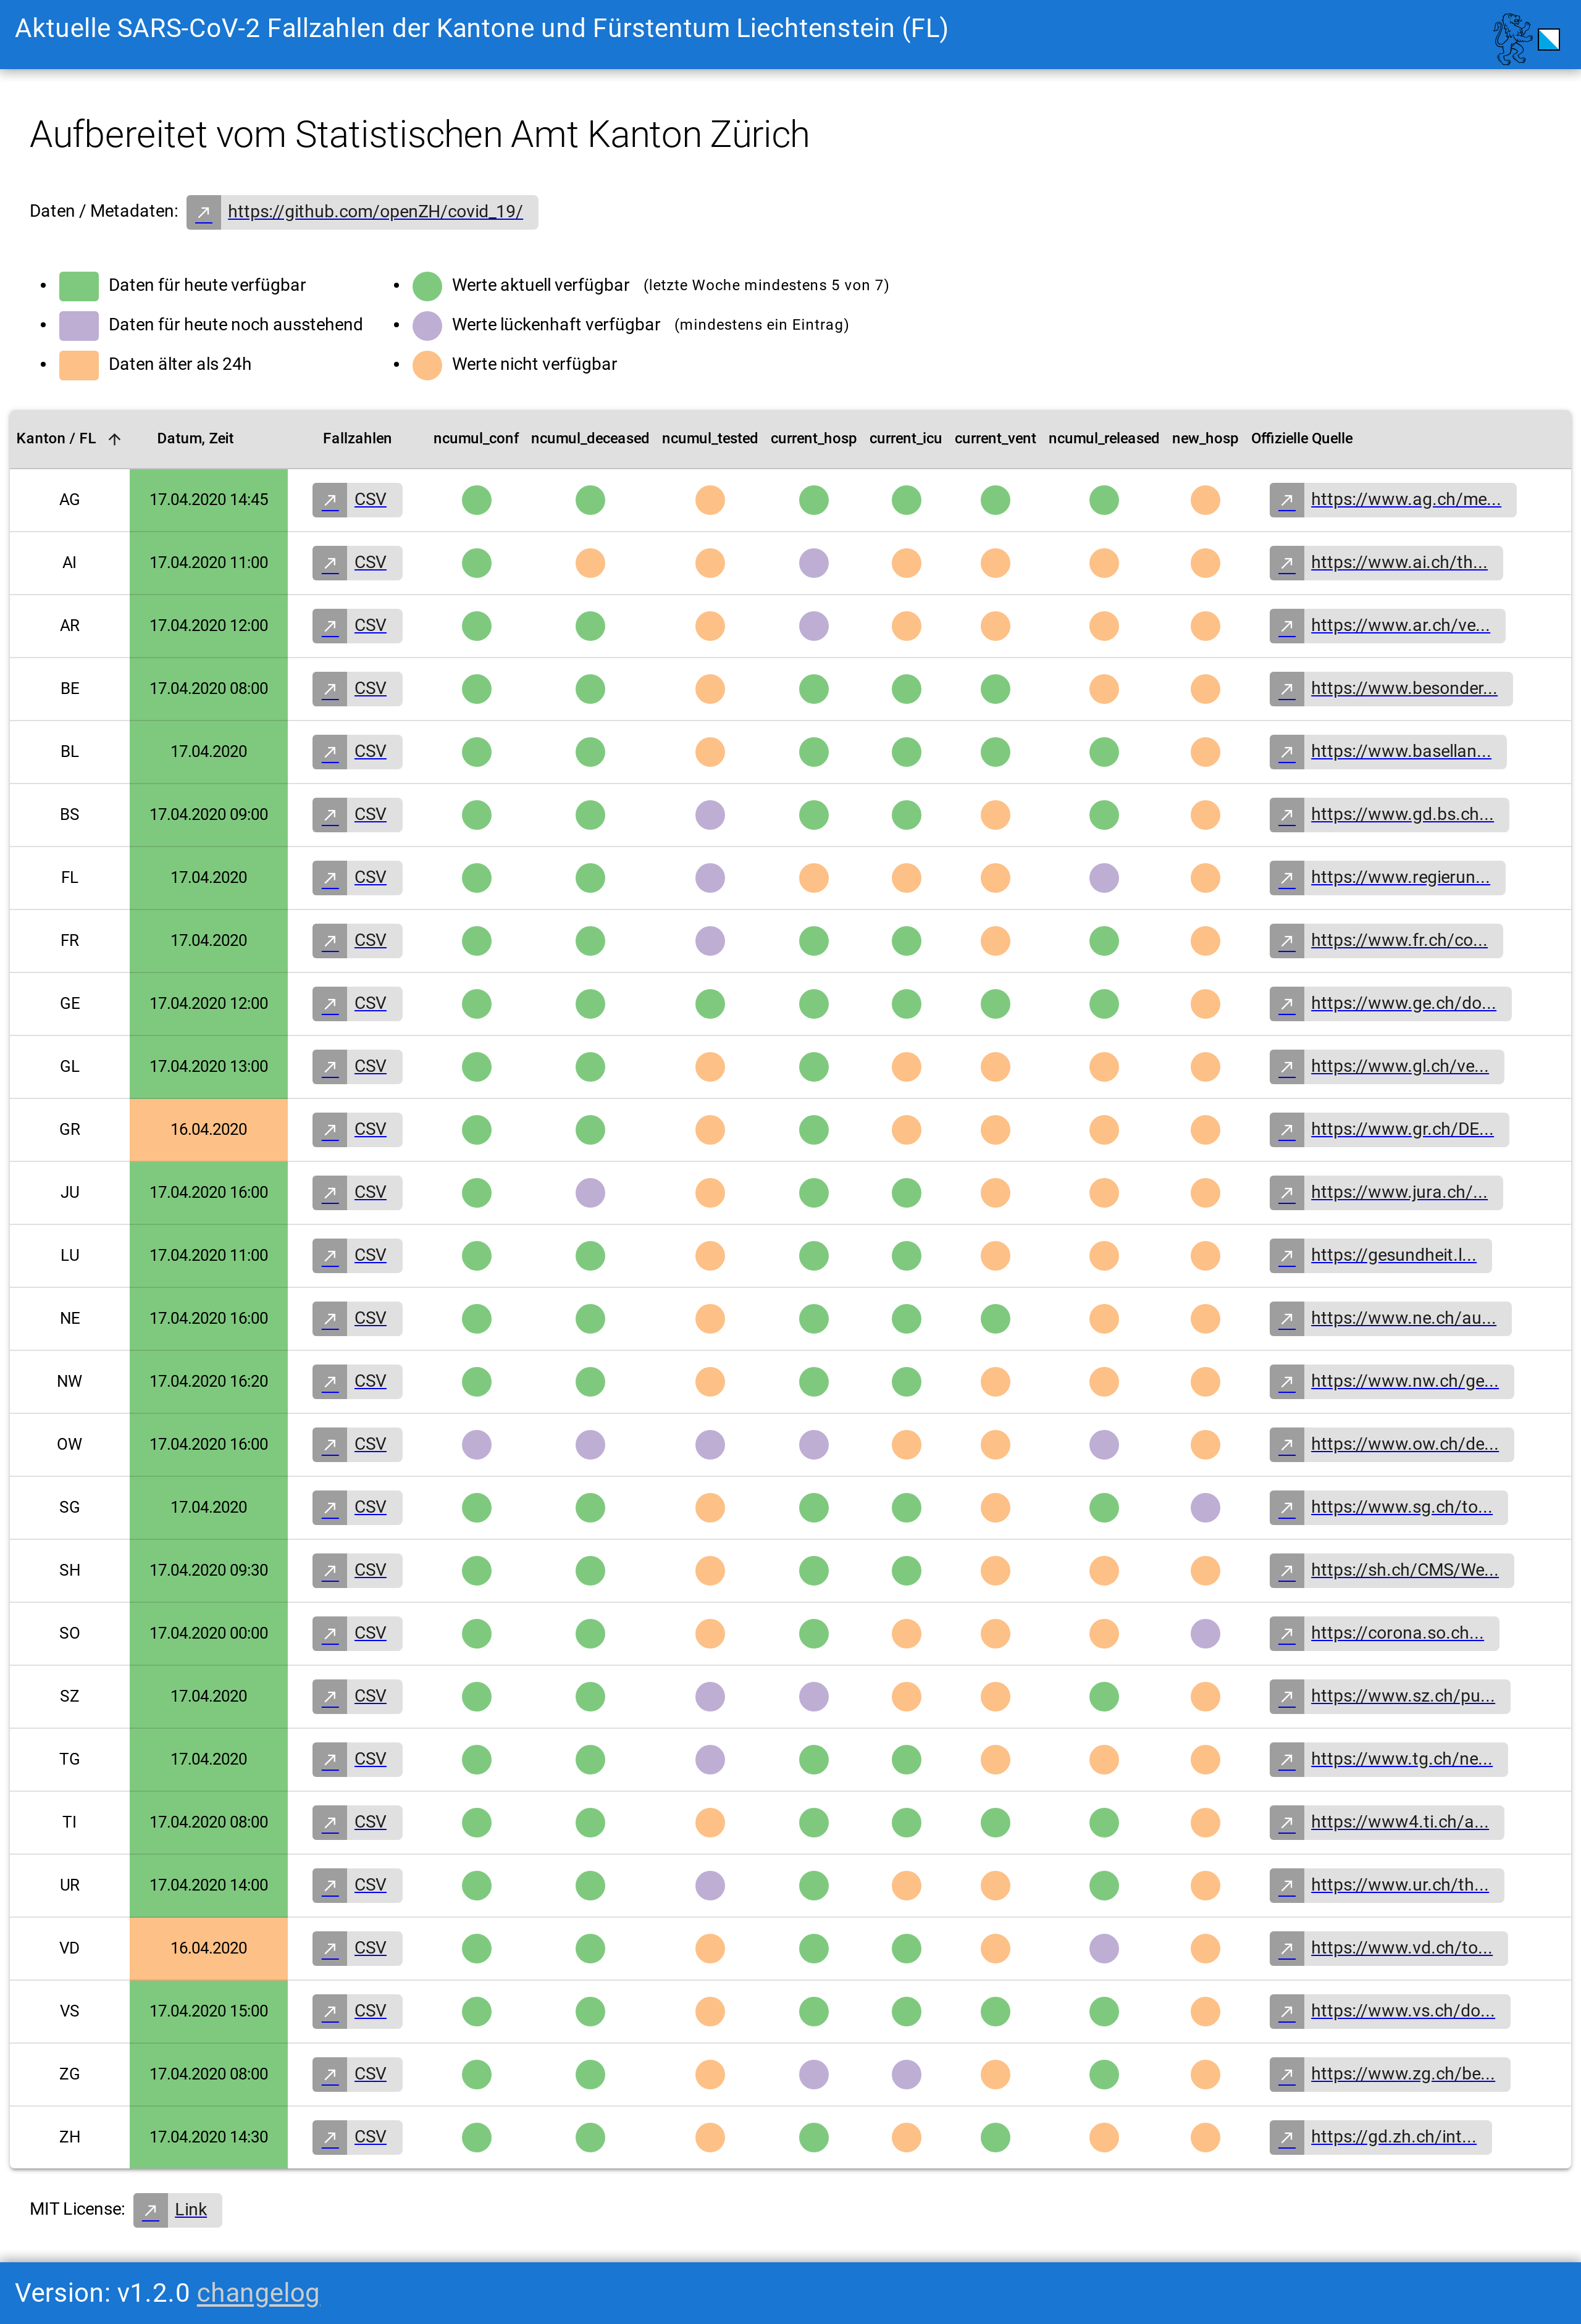 Aktuelle SARS-CoV-2 Fallzahlen der Kantone und Fürstentum Liechtenstein (FL)
Aufbereitet vom Statistischen Amt Kanton Zürich
Daten / Metadaten: https://github.com/openZH/covid_19/
Daten für heute verfügbar
Daten für heute noch ausstehend
Daten älter als 24h
Werte aktuell verfügbar (letzte Woche mindestens 5 von 7)
Werte lückenhaft verfügbar (mindestens ein Eintrag)
Werte nicht verfügbar
Kanton / FL Datum, Zeit Fallzahlen ncumul_conf ncumul_deceased ncumul_tested current_hosp current_icu current_vent ncumul_released new_hosp Offizielle Quelle
AG 17.04.2020 14:45 CSV https://www.ag.ch/me...
AI 17.04.2020 11:00 CSV https://www.ai.ch/th...
AR 17.04.2020 12:00 CSV https://www.ar.ch/ve...
BE 17.04.2020 08:00 CSV https://www.besonder...
BL 17.04.2020 CSV https://www.basellan...
BS 17.04.2020 09:00 CSV https://www.gd.bs.ch...
FL 17.04.2020 CSV https://www.regierun...
FR 17.04.2020 CSV https://www.fr.ch/co...
GE 17.04.2020 12:00 CSV https://www.ge.ch/do...
GL 17.04.2020 13:00 CSV https://www.gl.ch/ve...
GR 16.04.2020 CSV https://www.gr.ch/DE...
JU 17.04.2020 16:00 CSV https://www.jura.ch/...
LU 17.04.2020 11:00 CSV https://gesundheit.l...
NE 17.04.2020 16:00 CSV https://www.ne.ch/au...
NW 17.04.2020 16:20 CSV https://www.nw.ch/ge...
OW 17.04.2020 16:00 CSV https://www.ow.ch/de...
SG 17.04.2020 CSV https://www.sg.ch/to...
SH 17.04.2020 09:30 CSV https://sh.ch/CMS/We...
SO 17.04.2020 00:00 CSV https://corona.so.ch...
SZ 17.04.2020 CSV https://www.sz.ch/pu...
TG 17.04.2020 CSV https://www.tg.ch/ne...
TI 17.04.2020 08:00 CSV https://www4.ti.ch/a...
UR 17.04.2020 14:00 CSV https://www.ur.ch/th...
VD 16.04.2020 CSV https://www.vd.ch/to...
VS 17.04.2020 15:00 CSV https://www.vs.ch/do...
ZG 17.04.2020 08:00 CSV https://www.zg.ch/be...
ZH 17.04.2020 14:30 CSV https://gd.zh.ch/int...
MIT License: Link
Version: v1.2.0 changelog